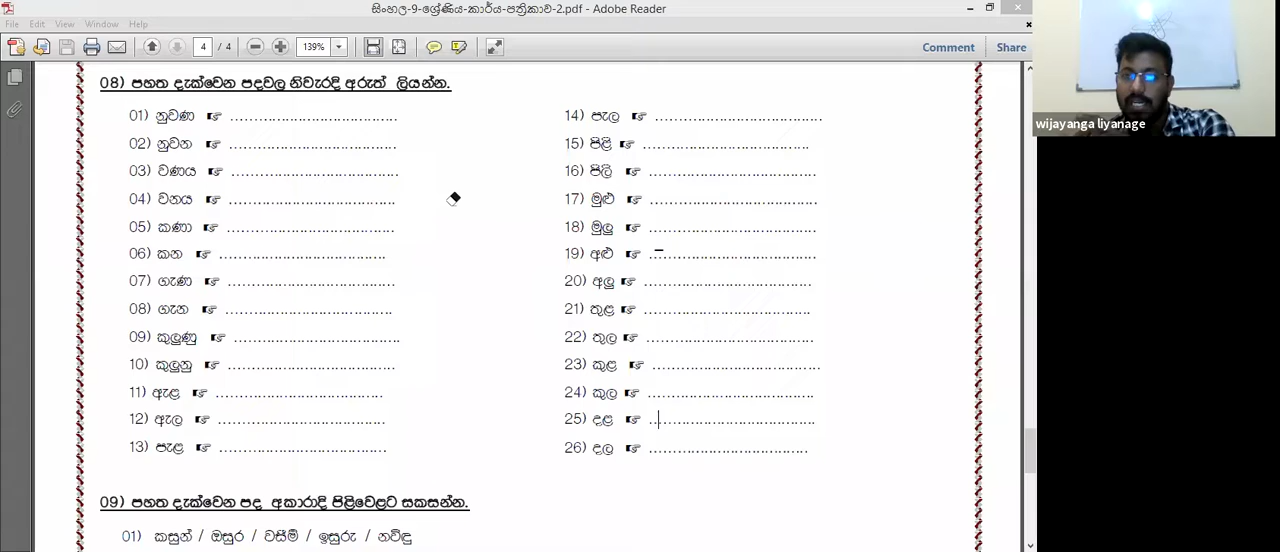 සිංහල-9-ශ්‍රේණිය-කාර්ය-පත්‍රිකාව-2.pdf - Adobe Reader
File Edit View Window Help
4 / 4 139% Comment Share
wijayanga liyanage
08) පහත දැක්වෙන පදවල නිවැරදි අරුත් ලියන්න.
01) නුවණ ☞ ..................................
02) නුවන ☞ ..................................
03) වණය ☞ ..................................
04) වනය ☞ ..................................
05) කණා ☞ ..................................
06) කන ☞ ..................................
07) ගැණ ☞ ..................................
08) ගැන ☞ ..................................
09) කුලුණු ☞ ..................................
10) කුලුනු ☞ ..................................
11) ඇළ ☞ ..................................
12) ඇල ☞ ..................................
13) පැළ ☞ ..................................
14) පැල ☞ ..................................
15) පිළි ☞ ..................................
16) පිලි ☞ ..................................
17) මුළු ☞ ..................................
18) මුලු ☞ ..................................
19) අළු ☞ ..................................
20) අලු ☞ ..................................
21) තුළ ☞ ..................................
22) තුල ☞ ..................................
23) කුළ ☞ ..................................
24) කුල ☞ ..................................
25) දළ ☞ ..................................
26) දල ☞ ..................................
09) පහත දැක්වෙන පද අකාරාදි පිළිවෙළට සකසන්න.
01) කසුන් / ඔසුර / වසීම් / ඉසුරු / නවිඳු